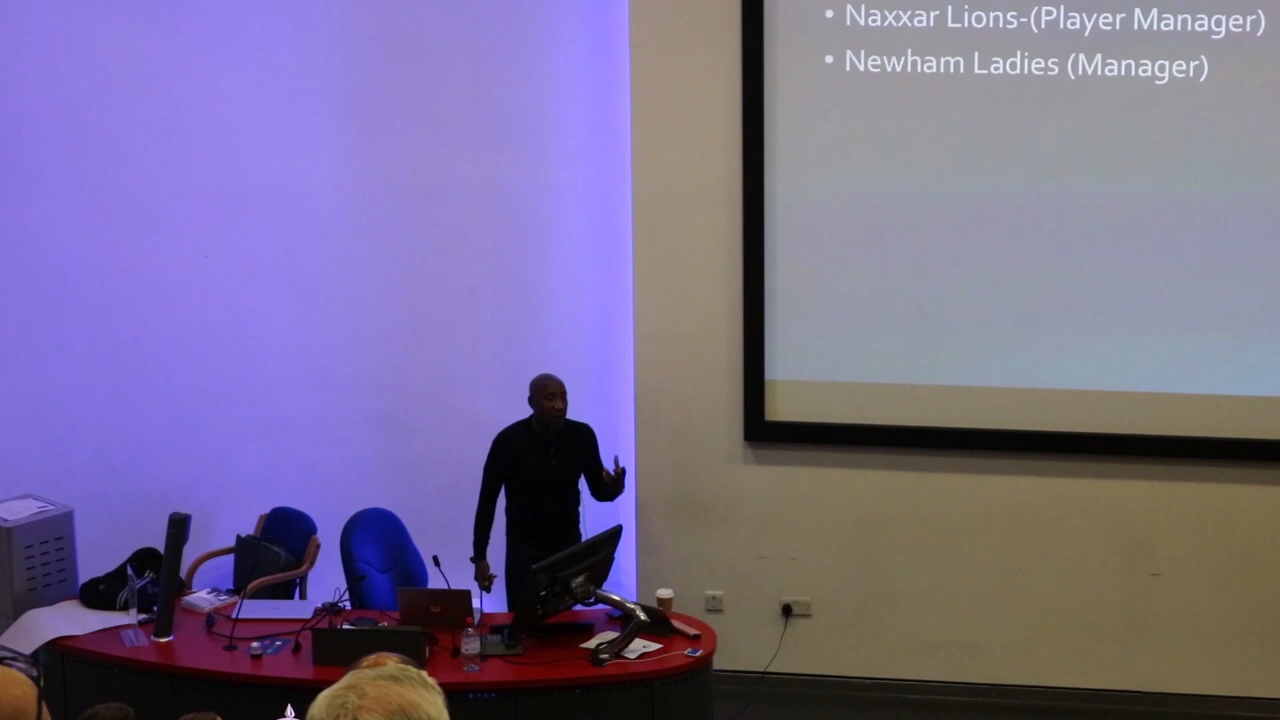 • Naxxar Lions-(Player Manager)
• Newham Ladies (Manager)